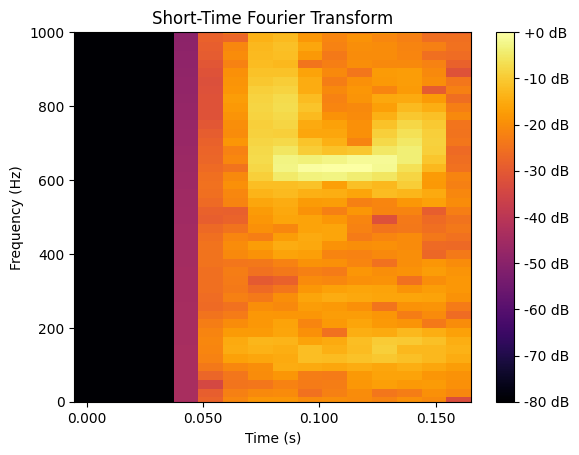 Short-Time Fourier Transform
Frequency (Hz)
1000
800
600
400
200
0
0.000
0.050
0.100
0.150
Time (s)
+0 dB
-10 dB
-20 dB
-30 dB
-40 dB
-50 dB
-60 dB
-70 dB
-80 dB